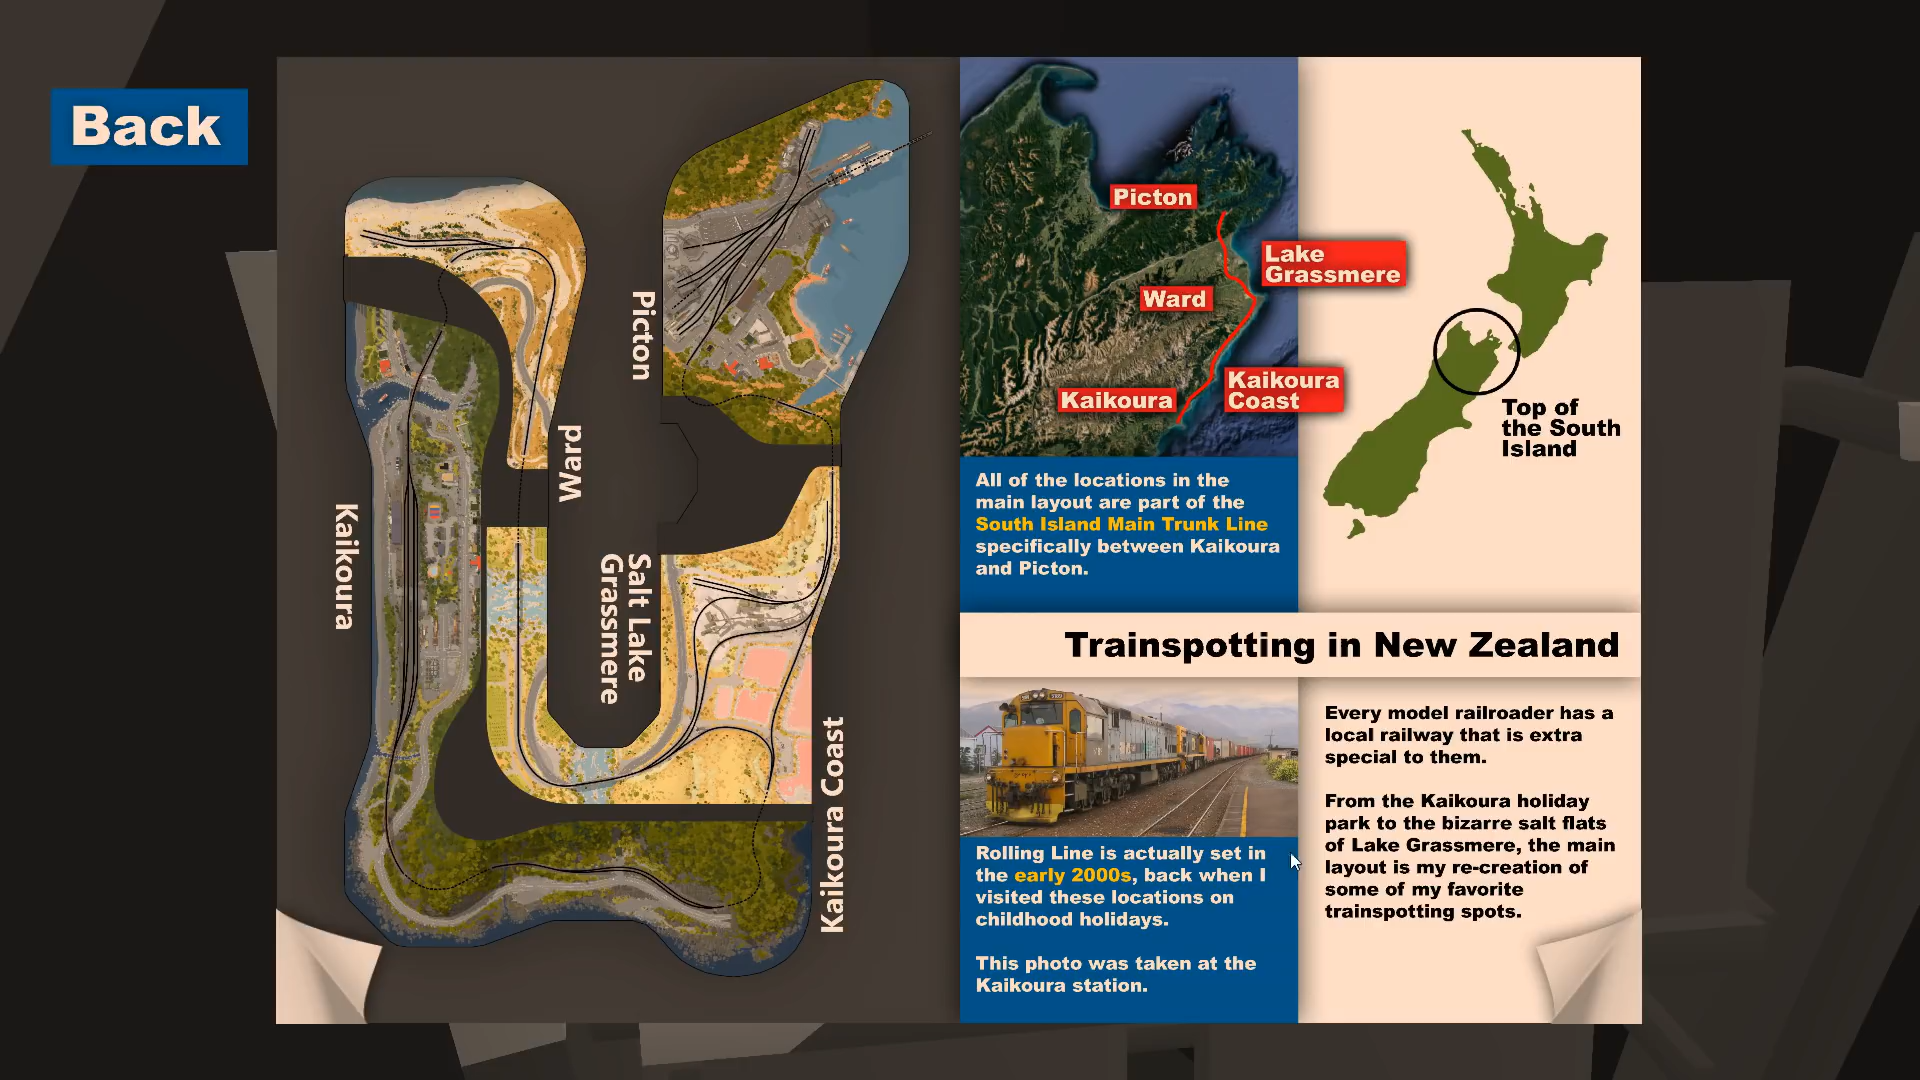 Back
Picton
Ward
Kaikoura
Salt Lake
Grassmere
Kaikoura Coast
Picton
Lake
Grassmere
Ward
Kaikoura
Coast
Kaikoura
Top of
the South
Island
All of the locations in the
main layout are part of the
South Island Main Trunk Line
specifically between Kaikoura
and Picton.
Trainspotting in New Zealand
Rolling Line is actually set in
the early 2000s, back when I
visited these locations on
childhood holidays.
This photo was taken at the
Kaikoura station.
Every model railroader has a
local railway that is extra
special to them.
From the Kaikoura holiday
park to the bizarre salt flats
of Lake Grassmere, the main
layout is my re-creation of
some of my favorite
trainspotting spots.